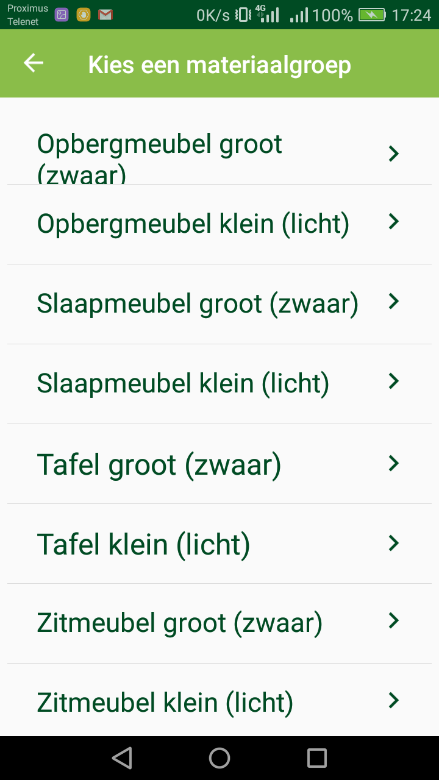 Proximus
Telenet
0K/s 4G 100% 17:24
Kies een materiaalgroep
Opbergmeubel groot
(zwaar)
Opbergmeubel klein (licht)
Slaapmeubel groot (zwaar)
Slaapmeubel klein (licht)
Tafel groot (zwaar)
Tafel klein (licht)
Zitmeubel groot (zwaar)
Zitmeubel klein (licht)